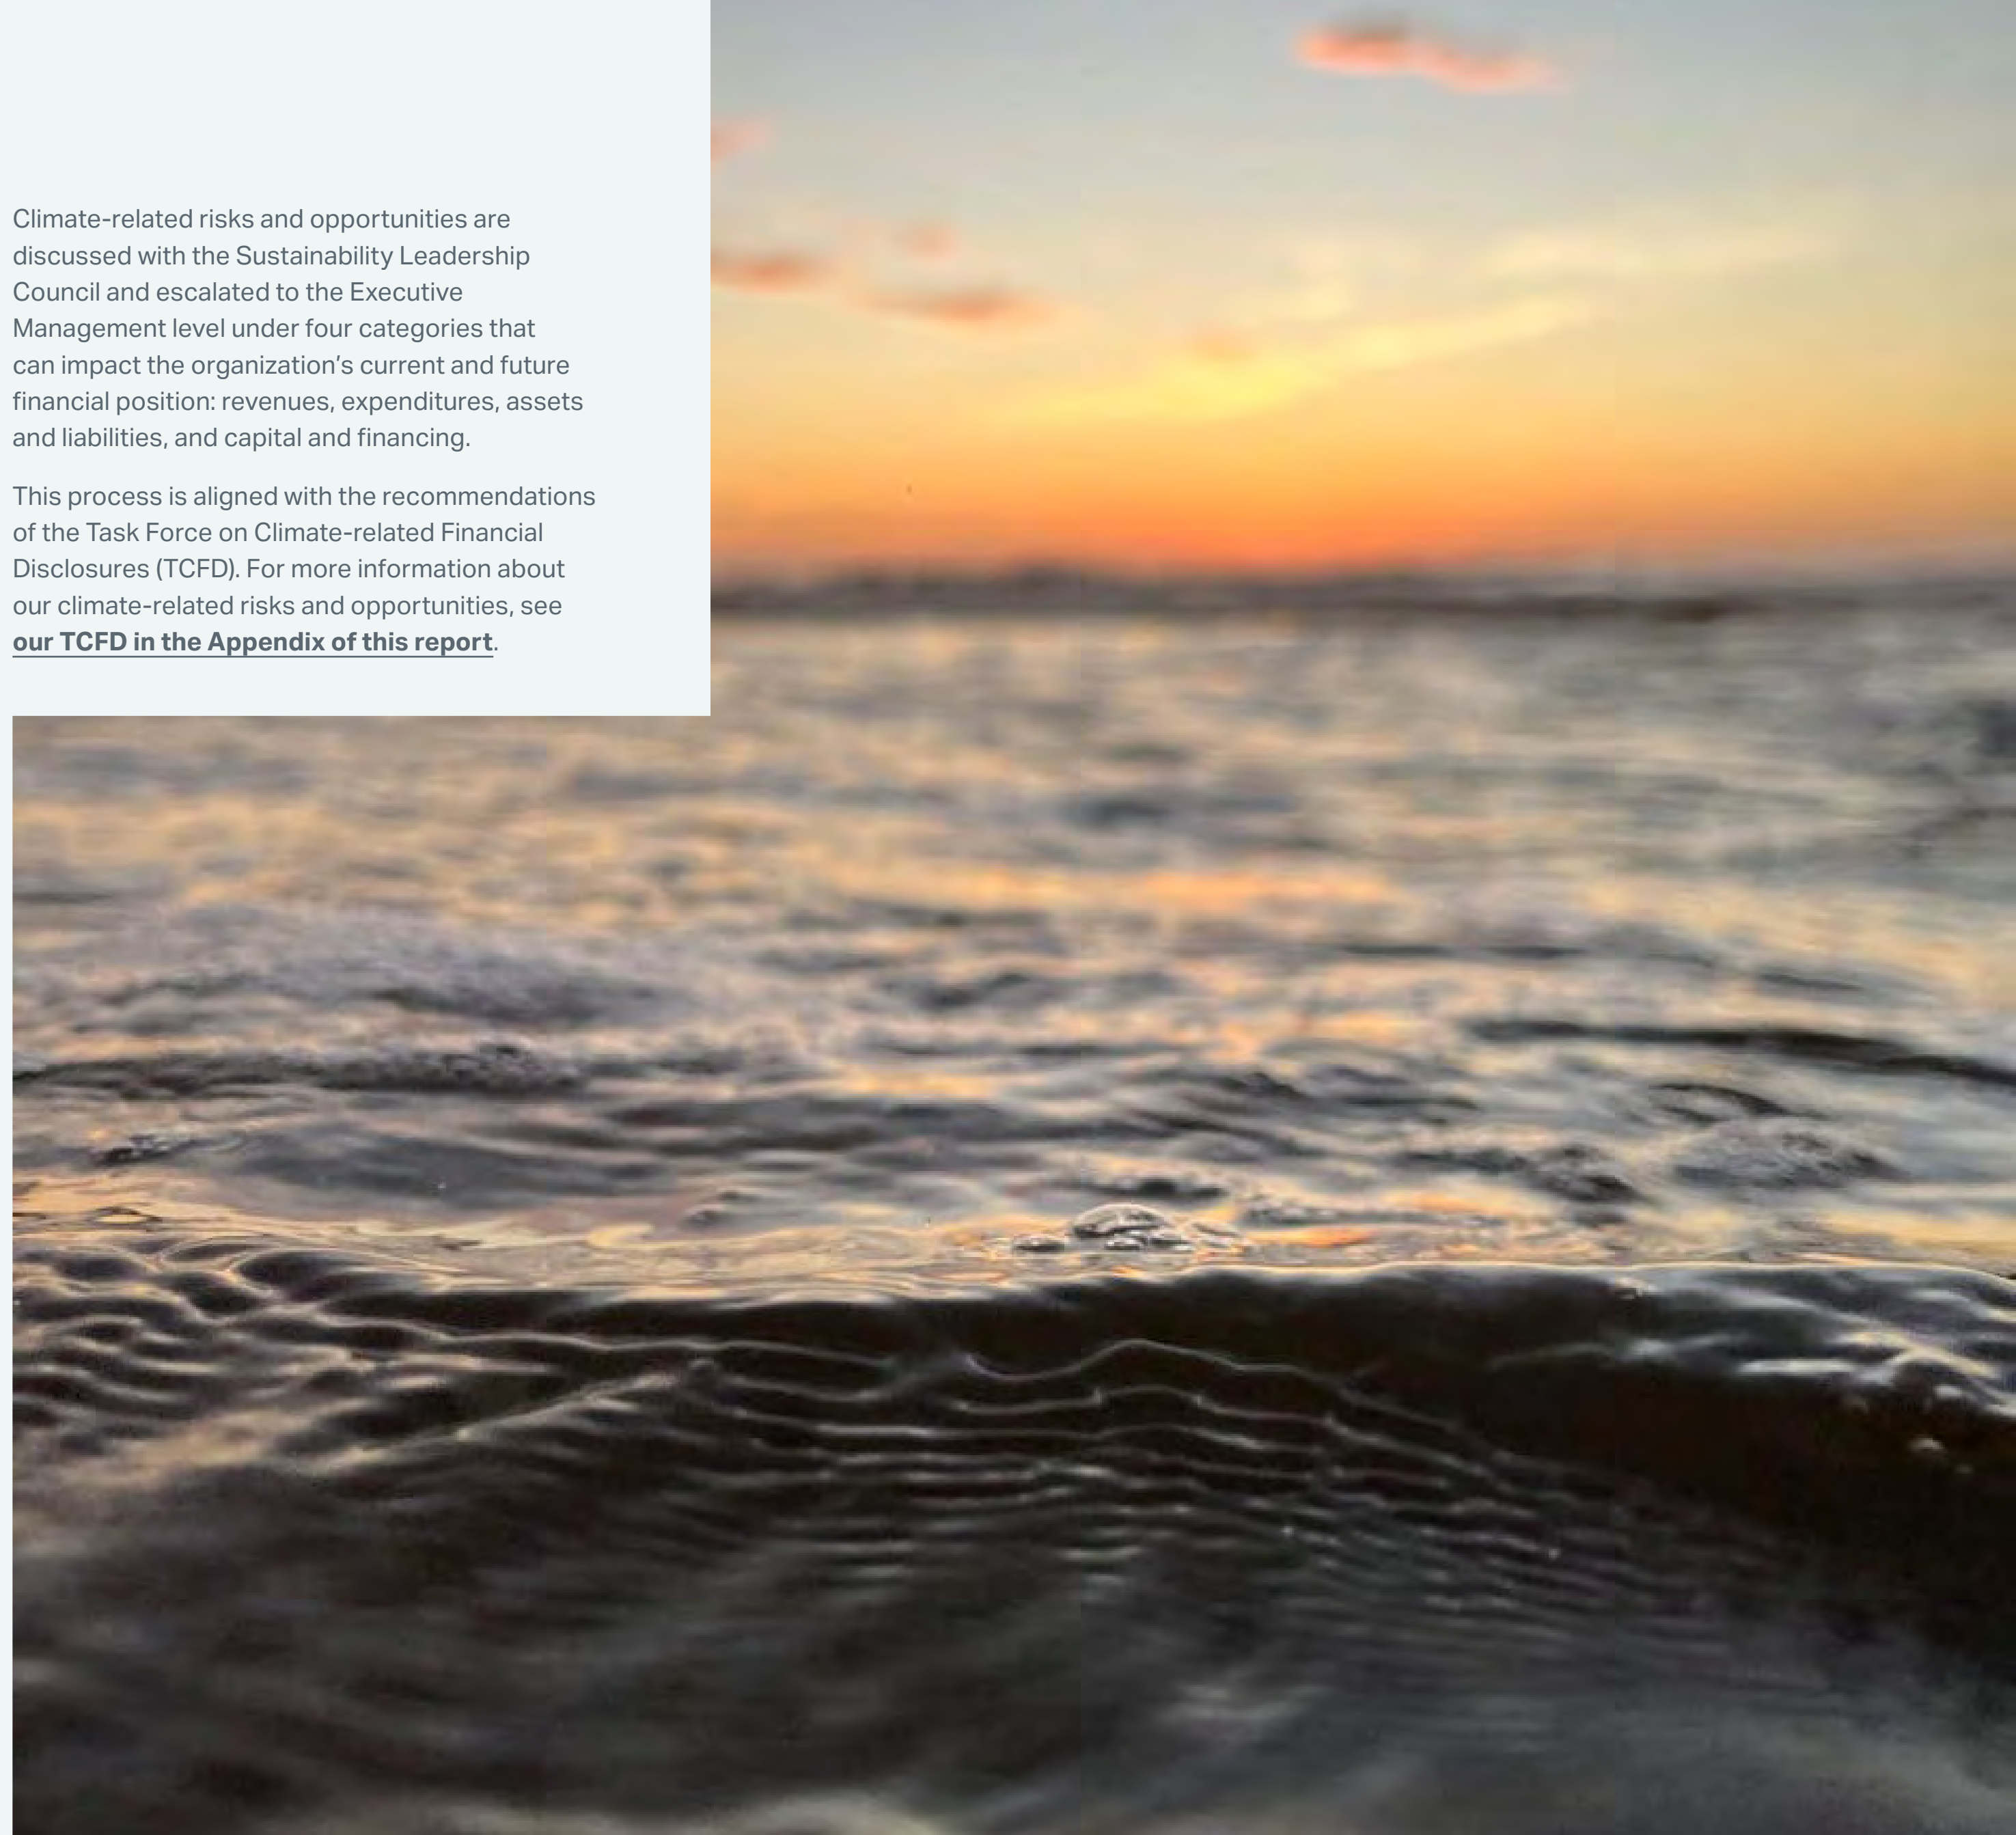 Climate-related risks and opportunities are
discussed with the Sustainability Leadership
Council and escalated to the Executive
Management level under four categories that
can impact the organization’s current and future
financial position: revenues, expenditures, assets
and liabilities, and capital and financing.
This process is aligned with the recommendations
of the Task Force on Climate-related Financial
Disclosures (TCFD). For more information about
our climate-related risks and opportunities, see
our TCFD in the Appendix of this report.